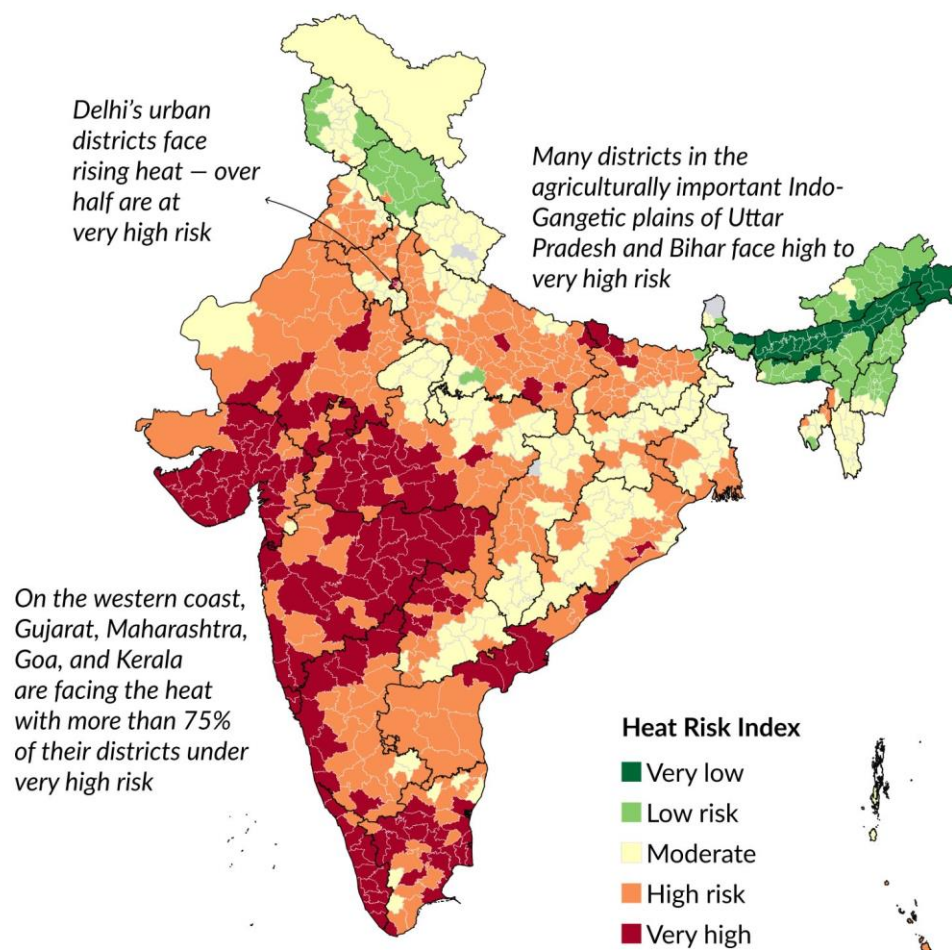 Delhi's urban
districts face
rising heat – over
half are at
very high risk
Many districts in the
agriculturally important Indo-
Gangetic plains of Uttar
Pradesh and Bihar face high to
very high risk
On the western coast,
Gujarat, Maharashtra,
Goa, and Kerala
are facing the heat
with more than 75%
of their districts under
very high risk
Heat Risk Index
Very low
Low risk
Moderate
High risk
Very high